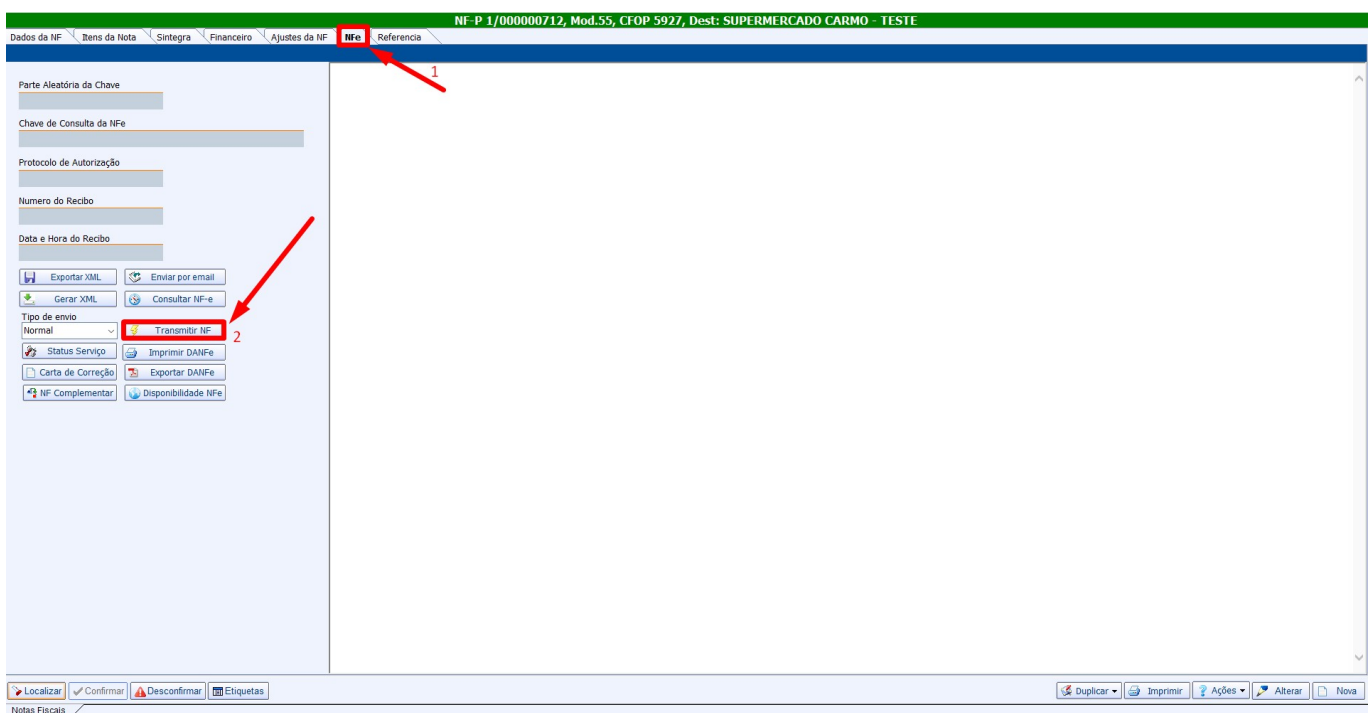 NF-P 1/000000712, Mod.55, CFOP 5927, Dest: SUPERMERCADO CARMO - TESTE
Dados da NF Itens da Nota Sintegra Financeiro Ajustes da NF NFe Referencia
1
Parte Aleatória da Chave
Chave de Consulta da NFe
Protocolo de Autorização
Numero do Recibo
Data e Hora do Recibo
Exportar XML Enviar por email
Gerar XML Consultar NF-e
Tipo de envio
Normal Transmitir NF 2
Status Serviço Imprimir DANFe
Carta de Correção Exportar DANFe
NF Complementar Disponibilidade NFe
Localizar Confirmar Desconfirmar Etiquetas Duplicar Imprimir Ações Alterar Nova
Notas Fiscais